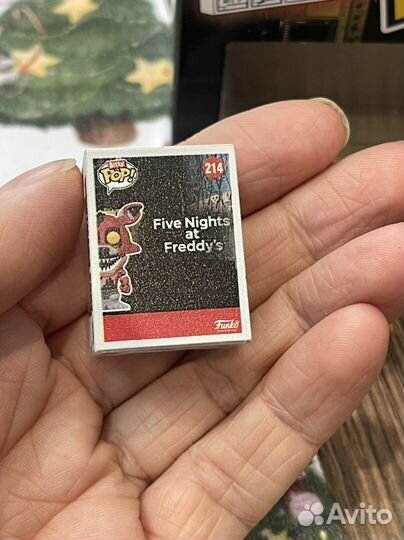 Bitty
POP!
214
Five Nights
at
Freddy's
Funko
Avito